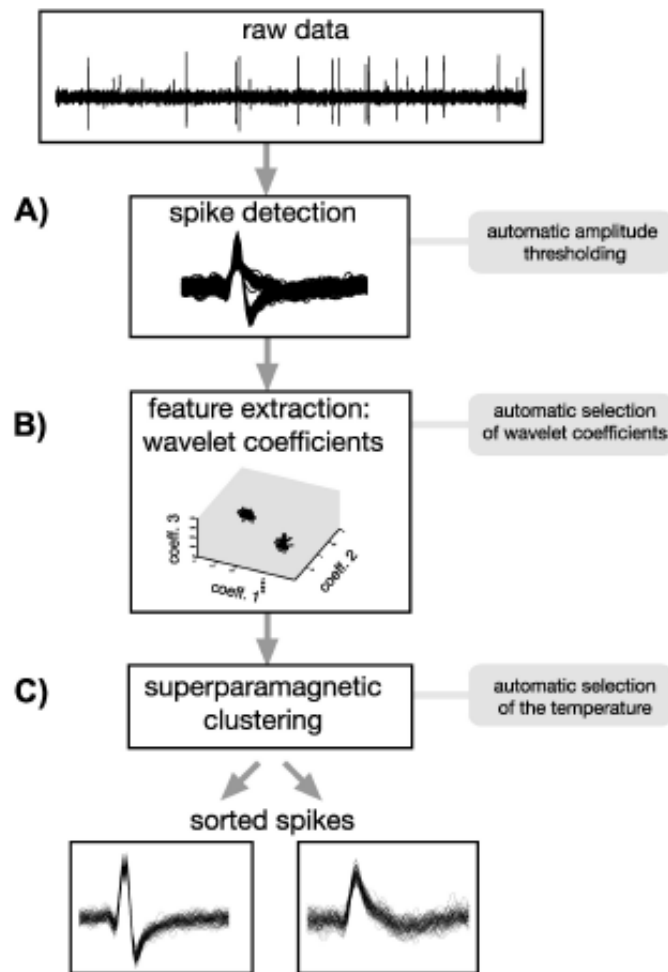 raw data
A)
spike detection
automatic amplitude
thresholding
B)
feature extraction:
wavelet coefficients
automatic selection
of wavelet coefficients
coeff. 3
coeff. 1
coeff. 2
C)
superparamagnetic
clustering
automatic selection
of the temperature
sorted spikes